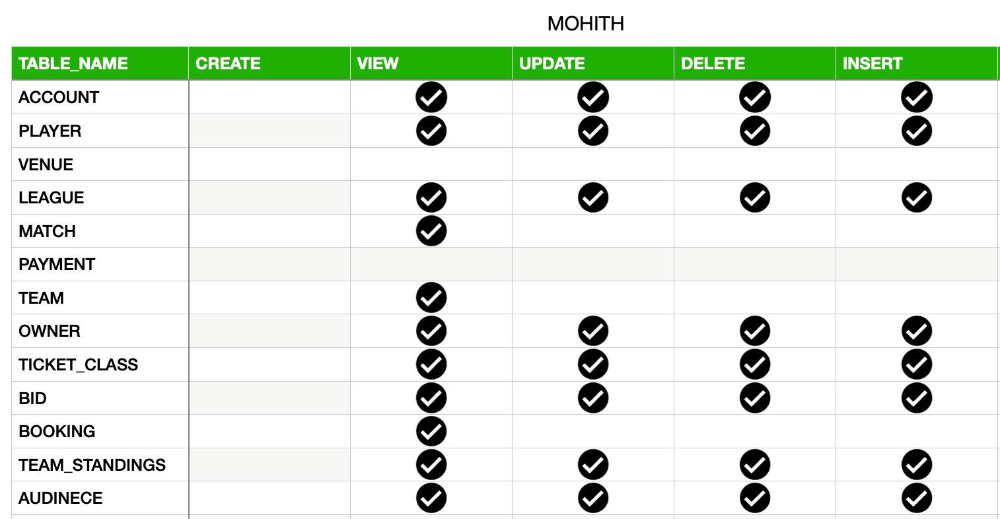 MOHITH
TABLE_NAME CREATE VIEW UPDATE DELETE INSERT
ACCOUNT
PLAYER
VENUE
LEAGUE
MATCH
PAYMENT
TEAM
OWNER
TICKET_CLASS
BID
BOOKING
TEAM_STANDINGS
AUDINECE